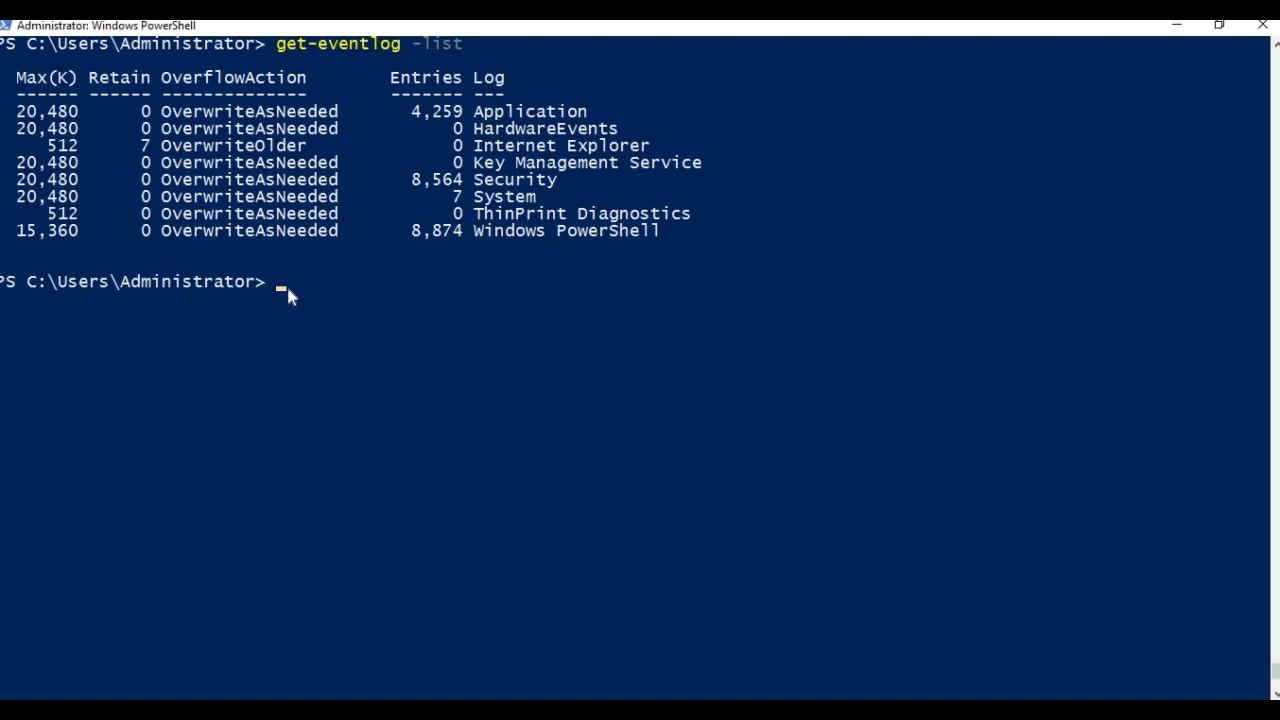 Administrator: Windows PowerShell
PS C:\Users\Administrator> get-eventlog -list
Max(K) Retain OverflowAction Entries Log
------ ------ -------------- ------- ---
20,480 0 OverwriteAsNeeded 4,259 Application
20,480 0 OverwriteAsNeeded 0 HardwareEvents
512 7 OverwriteOlder 0 Internet Explorer
20,480 0 OverwriteAsNeeded 0 Key Management Service
20,480 0 OverwriteAsNeeded 8,564 Security
20,480 0 OverwriteAsNeeded 7 System
512 0 OverwriteAsNeeded 0 ThinPrint Diagnostics
15,360 0 OverwriteAsNeeded 8,874 Windows PowerShell
PS C:\Users\Administrator>